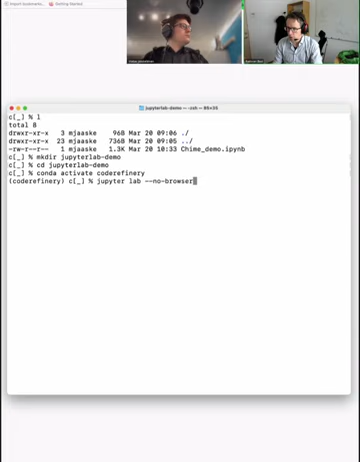 Import bookmarks... Getting Started
jupyterlab-demo — -zsh — 86×36
c[_] % l
total 8
drwxr-xr-x 3 mjaaske 96B Mar 20 09:06 ./
drwxr-xr-x 23 mjaaske 736B Mar 20 09:05 ../
-rw-r--r-- 1 mjaaske 1.3K Mar 20 10:33 Chime_demo.ipynb
c[_] % mkdir jupyterlab-demo
c[_] % cd jupyterlab-demo
c[_] % conda activate coderefinery
(coderefinery) c[_] % jupyter lab --no-browser